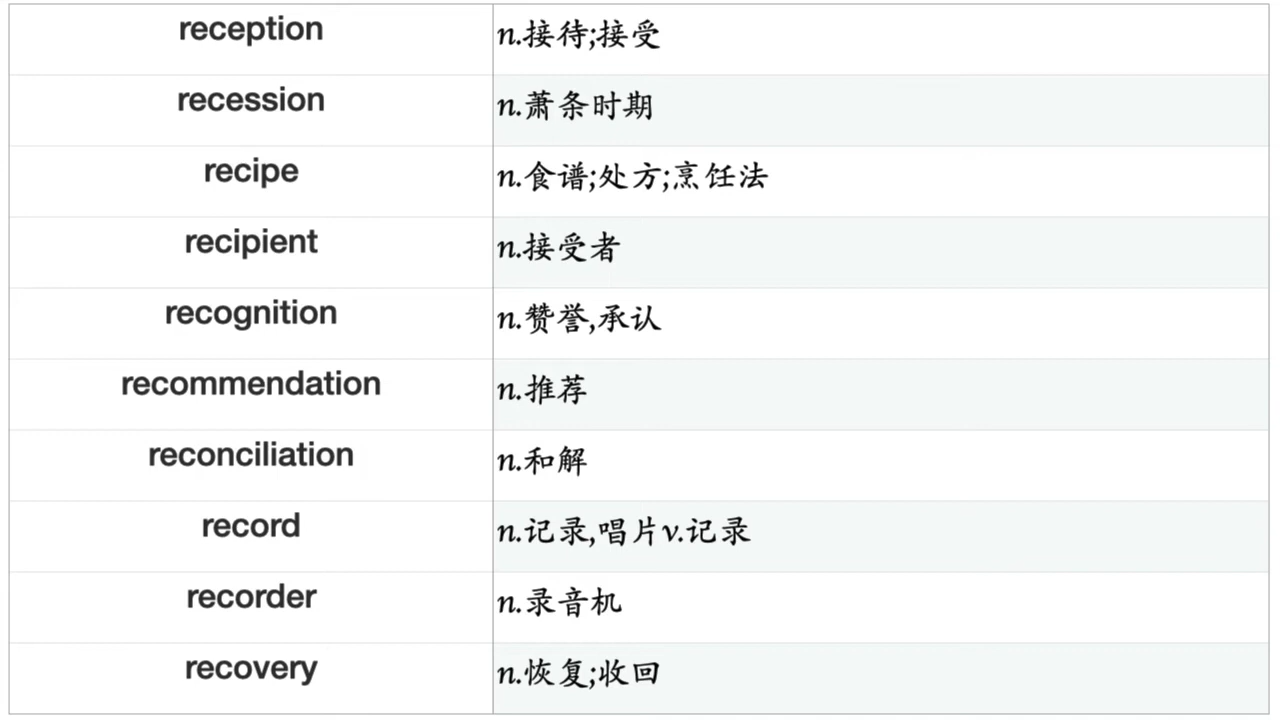 reception n.接待;接受
recession n.萧条时期
recipe n.食谱;处方;烹饪法
recipient n.接受者
recognition n.赞誉,承认
recommendation n.推荐
reconciliation n.和解
record n.记录,唱片v.记录
recorder n.录音机
recovery n.恢复;收回